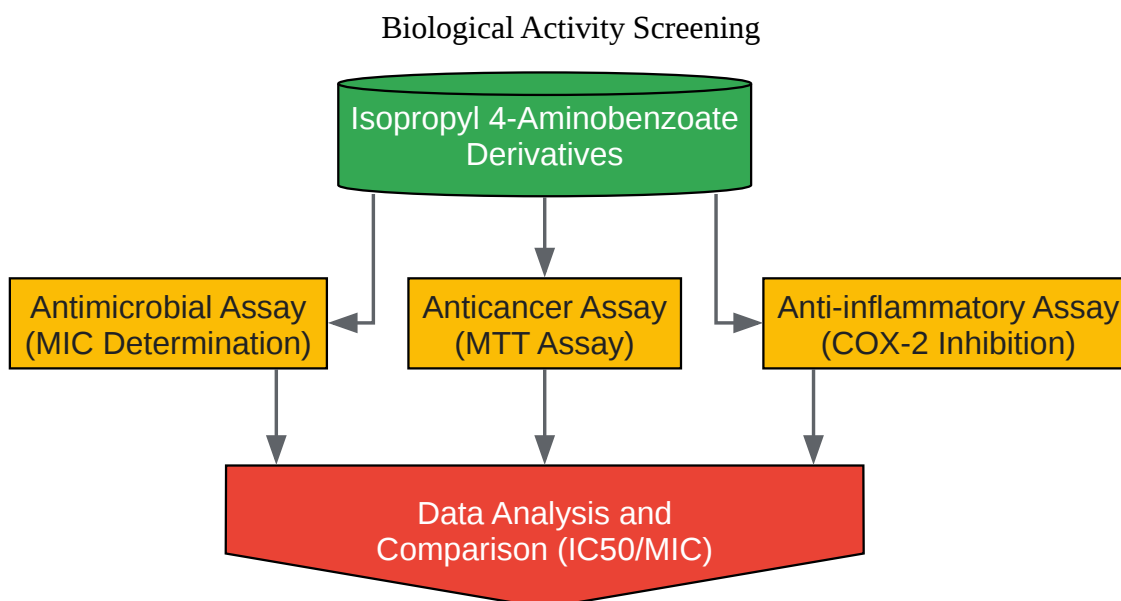 Biological Activity Screening
Isopropyl 4-Aminobenzoate
Derivatives
Antimicrobial Assay
(MIC Determination)
Anticancer Assay
(MTT Assay)
Anti-inflammatory Assay
(COX-2 Inhibition)
Data Analysis and
Comparison (IC50/MIC)